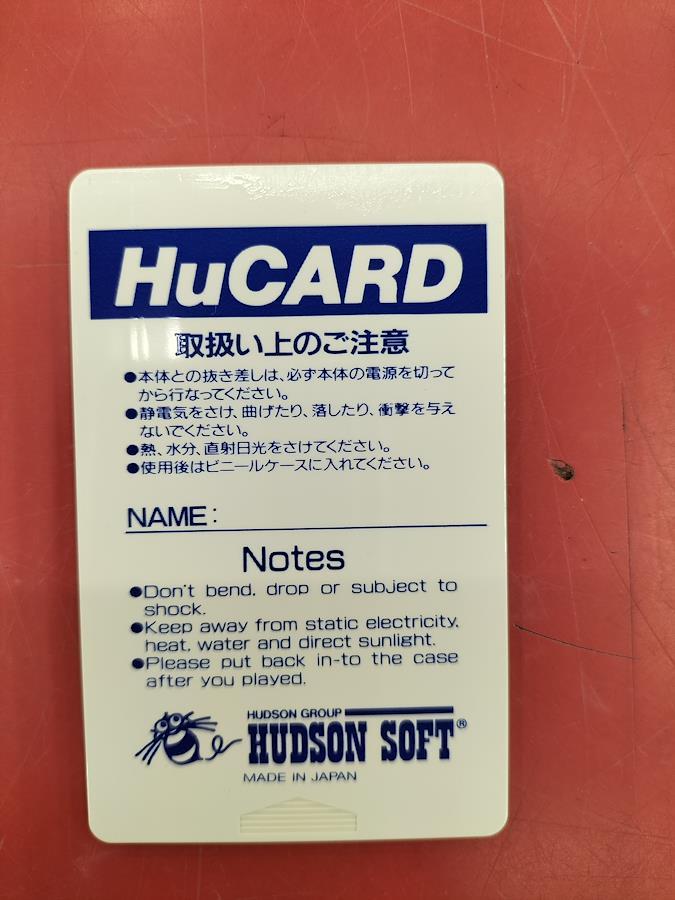 HuCARD
取扱い上のご注意
●本体との抜き差しは、必ず本体の電源を切って
から行なってください。
●静電気をさけ、曲げたり、落したり、衝撃を与え
ないでください。
●熱、水分、直射日光をさけてください。
●使用後はビニールケースに入れてください。
NAME:
Notes
●Don't bend, drop or subject to
shock.
●Keep away from static electricity,
heat, water and direct sunlight.
●Please put back in-to the case
after you played.
HUDSON GROUP
HUDSON SOFT®
MADE IN JAPAN